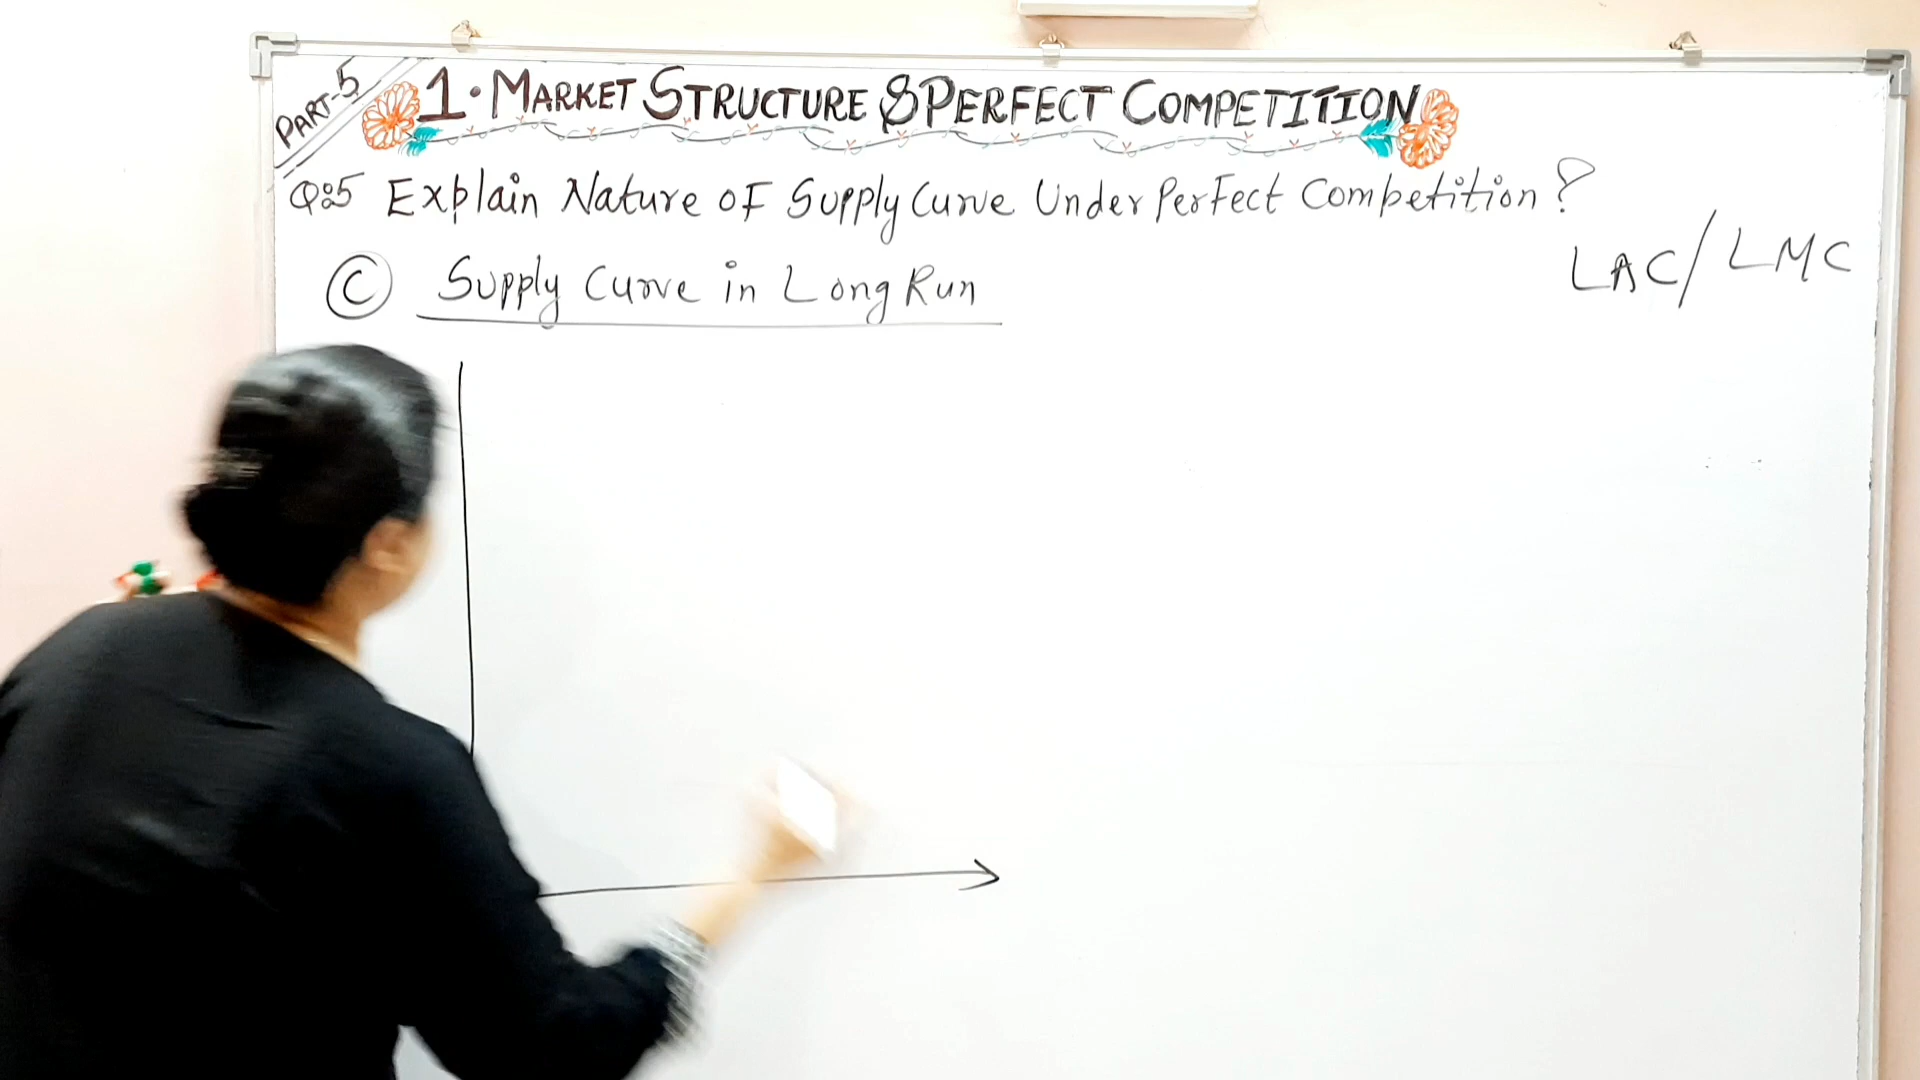 PART-5
1. MARKET STRUCTURE & PERFECT COMPETITION
Q:5 Explain Nature of Supply Curve Under Perfect Competition?
C Supply Curve in Long Run
LAC/LMC